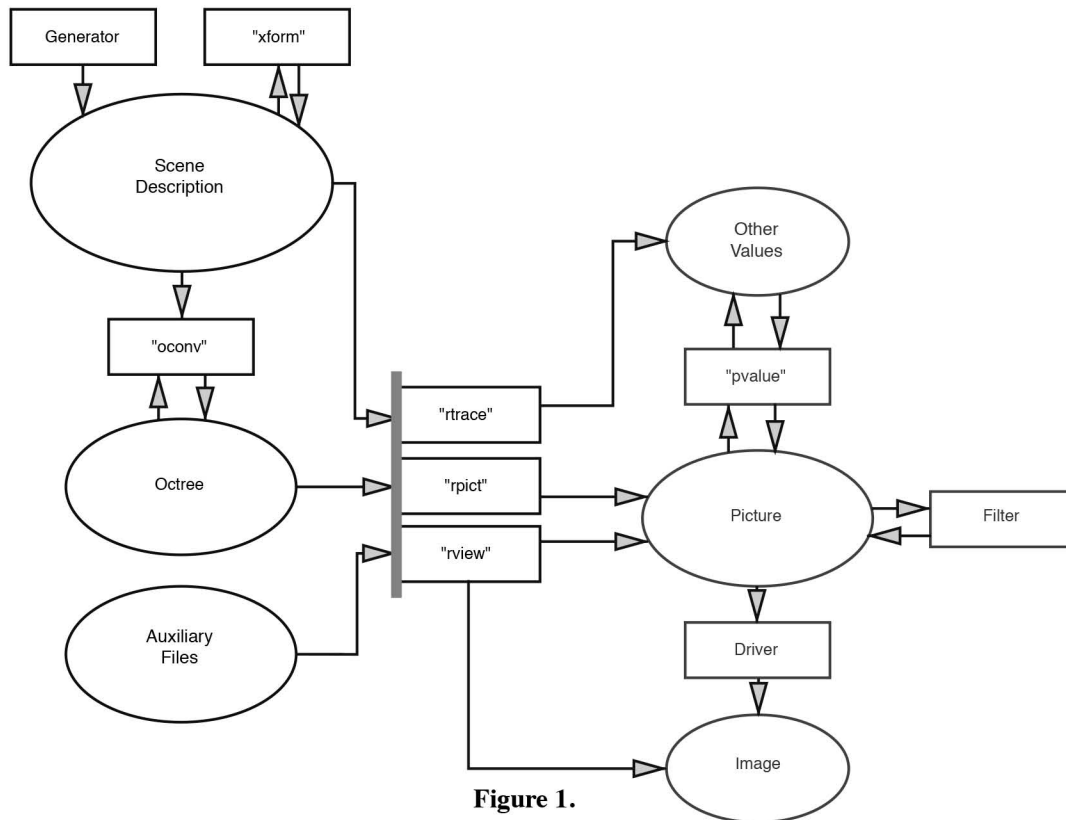 Generator
"xform"
Scene
Description
"oconv"
Octree
Auxiliary
Files
"rtrace"
"rpict"
"rview"
Other
Values
"pvalue"
Picture
Filter
Driver
Image
Figure 1.